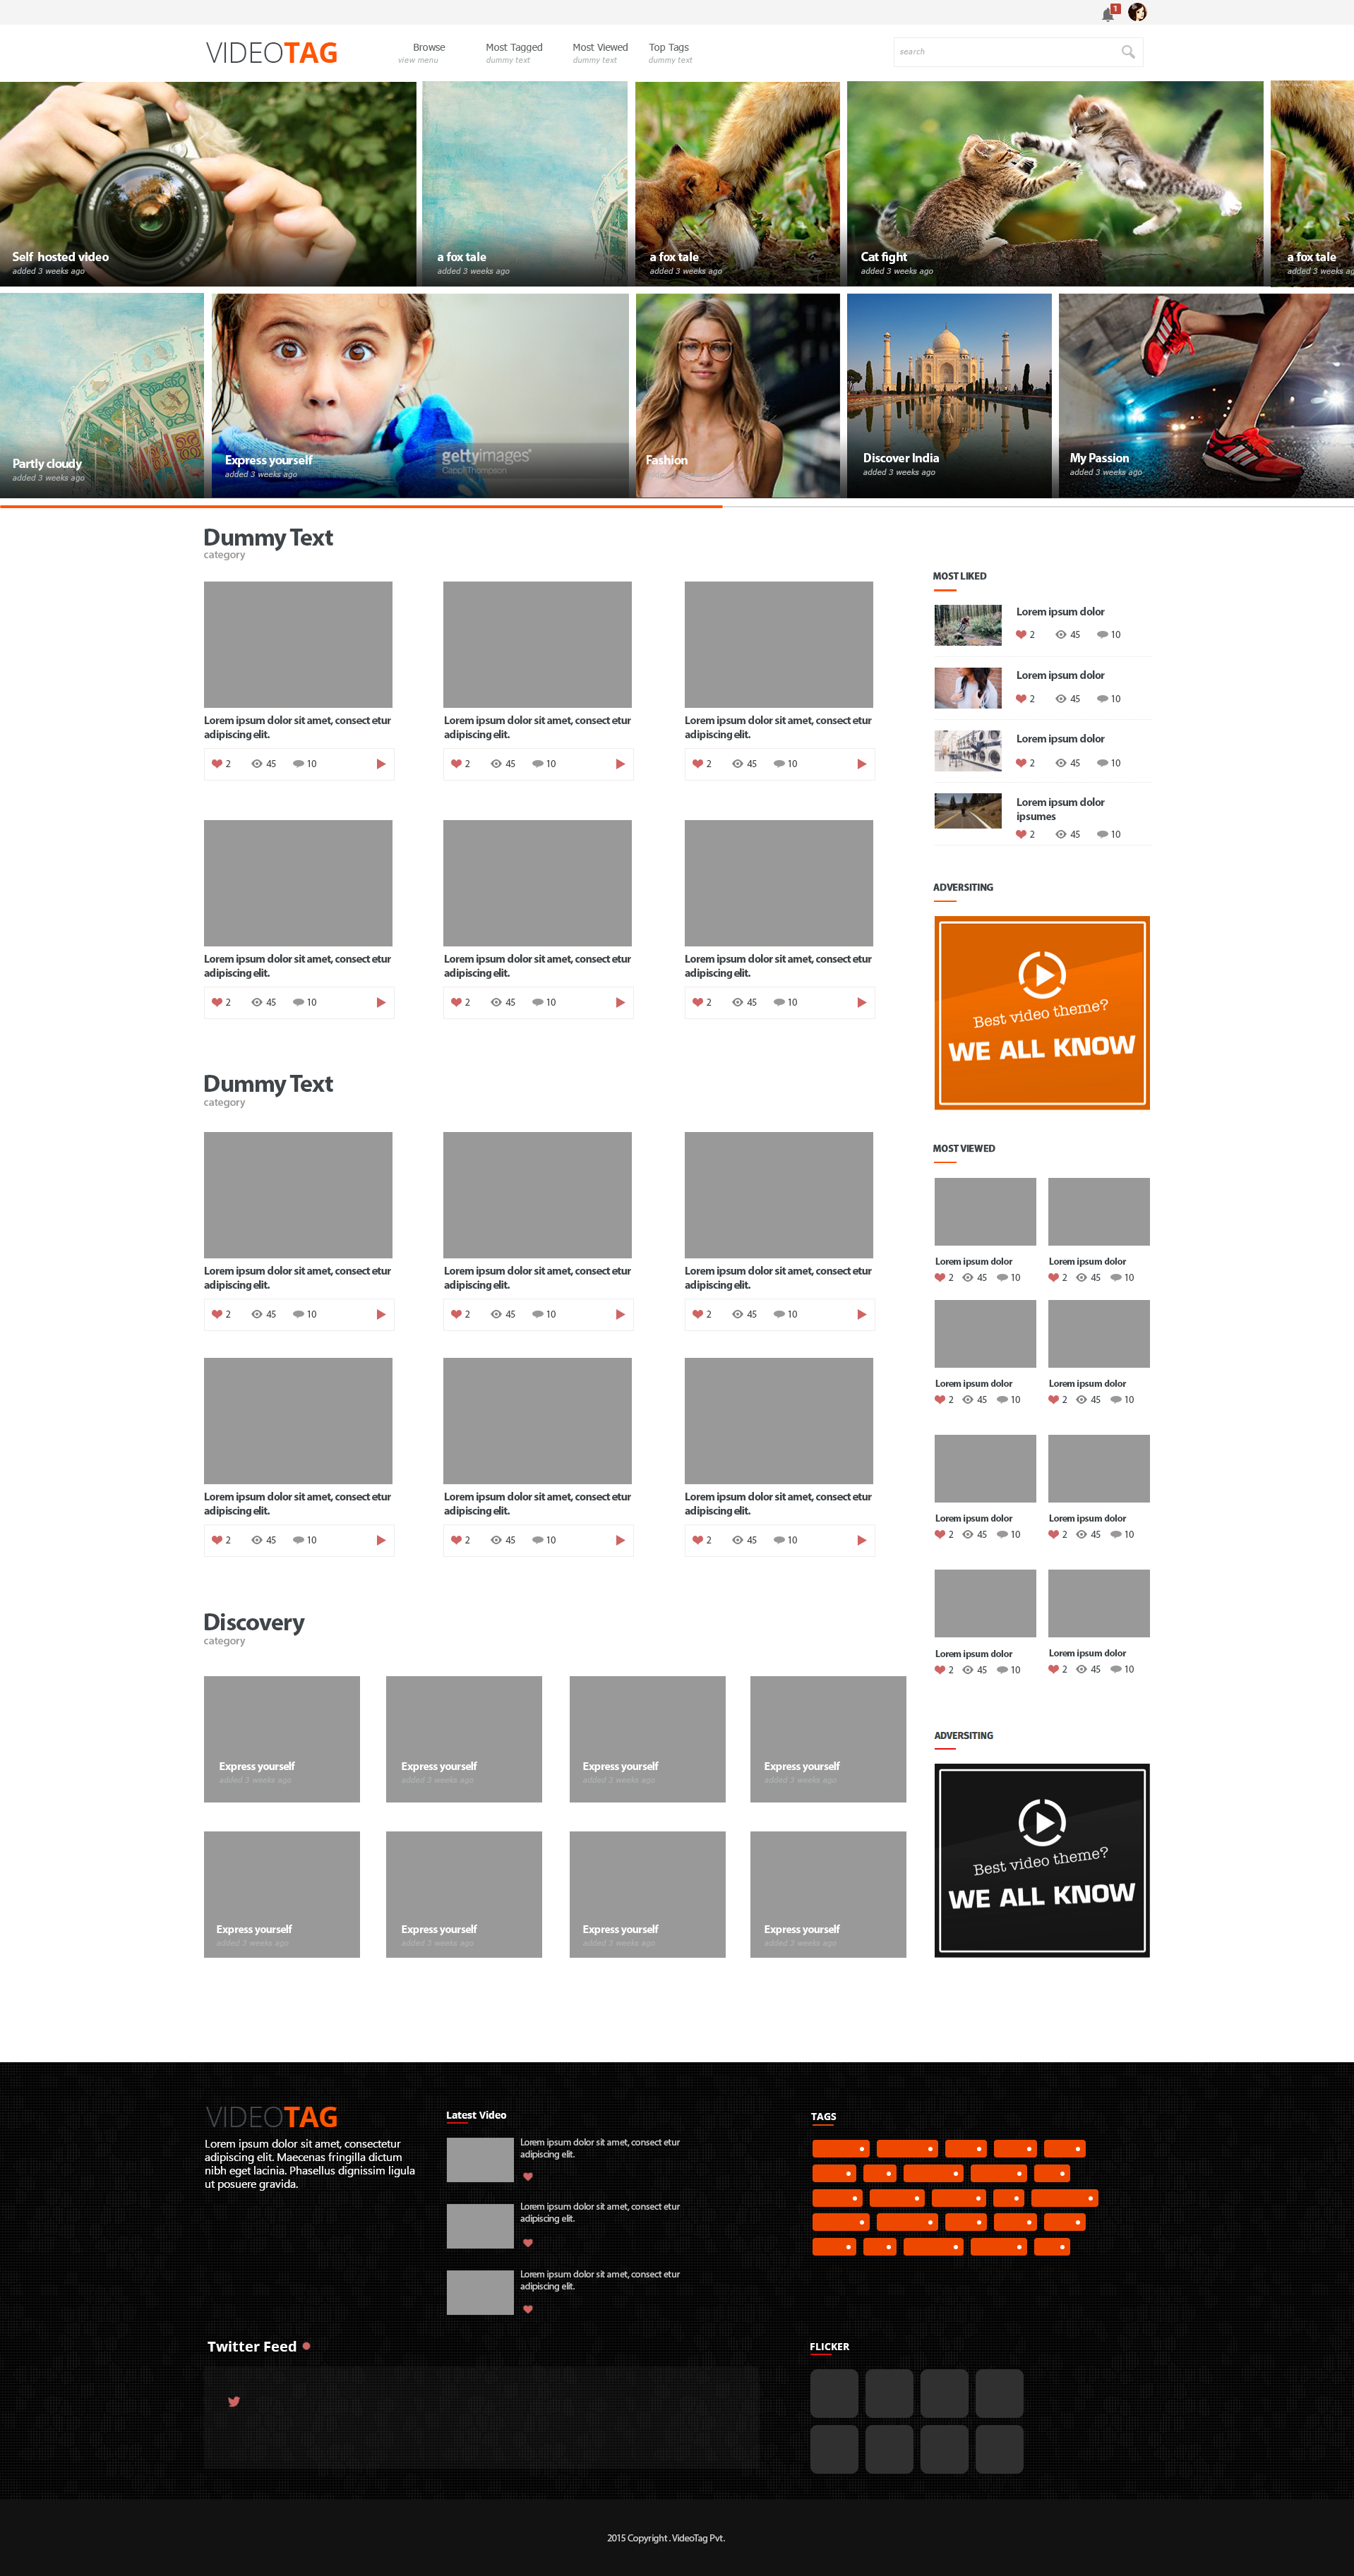 1
VIDEOTAG
Browse
view menu
Most Tagged
dummy text
Most Viewed
dummy text
Top Tags
dummy text
search
Self hosted video
added 3 weeks ago
a fox tale
added 3 weeks ago
a fox tale
added 3 weeks ago
Cat fight
added 3 weeks ago
a fox tale
added 3 weeks ag
Partly cloudy
added 3 weeks ago
Express yourself
added 3 weeks ago
gettyimages
Fashion
Discover India
added 3 weeks ago
My Passion
added 3 weeks ago
Dummy Text
category
Lorem ipsum dolor sit amet, consect etur
adipiscing elit.
2 45 10
Lorem ipsum dolor sit amet, consect etur
adipiscing elit.
2 45 10
Lorem ipsum dolor sit amet, consect etur
adipiscing elit.
2 45 10
Lorem ipsum dolor sit amet, consect etur
adipiscing elit.
2 45 10
Lorem ipsum dolor sit amet, consect etur
adipiscing elit.
2 45 10
Lorem ipsum dolor sit amet, consect etur
adipiscing elit.
2 45 10
Dummy Text
category
Lorem ipsum dolor sit amet, consect etur
adipiscing elit.
2 45 10
Lorem ipsum dolor sit amet, consect etur
adipiscing elit.
2 45 10
Lorem ipsum dolor sit amet, consect etur
adipiscing elit.
2 45 10
Lorem ipsum dolor sit amet, consect etur
adipiscing elit.
2 45 10
Lorem ipsum dolor sit amet, consect etur
adipiscing elit.
2 45 10
Lorem ipsum dolor sit amet, consect etur
adipiscing elit.
2 45 10
Discovery
category
Express yourself
added 3 weeks ago
Express yourself
added 3 weeks ago
Express yourself
added 3 weeks ago
Express yourself
added 3 weeks ago
Express yourself
added 3 weeks ago
Express yourself
added 3 weeks ago
Express yourself
added 3 weeks ago
Express yourself
added 3 weeks ago
MOST LIKED
Lorem ipsum dolor
2 45 10
Lorem ipsum dolor
2 45 10
Lorem ipsum dolor
2 45 10
Lorem ipsum dolor
ipsumes
2 45 10
ADVERSITING
Best video theme?
WE ALL KNOW
MOST VIEWED
Lorem ipsum dolor
2 45 10
Lorem ipsum dolor
2 45 10
Lorem ipsum dolor
2 45 10
Lorem ipsum dolor
2 45 10
Lorem ipsum dolor
2 45 10
Lorem ipsum dolor
2 45 10
Lorem ipsum dolor
2 45 10
Lorem ipsum dolor
2 45 10
ADVERSITING
Best video theme?
WE ALL KNOW
VIDEOTAG
Lorem ipsum dolor sit amet, consectetur
adipiscing elit. Maecenas fringilla dictum
nibh eget lacinia. Phasellus dignissim ligula
ut posuere gravida.
Latest Video
Lorem ipsum dolor sit amet, consect etur
adipiscing elit.
Lorem ipsum dolor sit amet, consect etur
adipiscing elit.
Lorem ipsum dolor sit amet, consect etur
adipiscing elit.
TAGS
Twitter Feed
FLICKER
2015 Copyright . VideoTag Pvt.